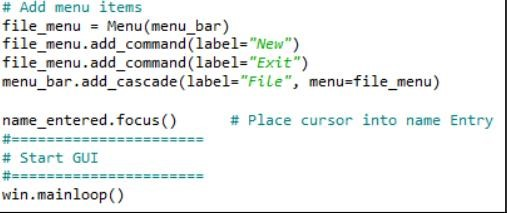 # Add menu items
file_menu = Menu(menu_bar)
file_menu.add_command(label="New")
file_menu.add_command(label="Exit")
menu_bar.add_cascade(label="File", menu=file_menu)

name_entered.focus()      # Place cursor into name Entry
#======================
# Start GUI
#======================
win.mainloop()